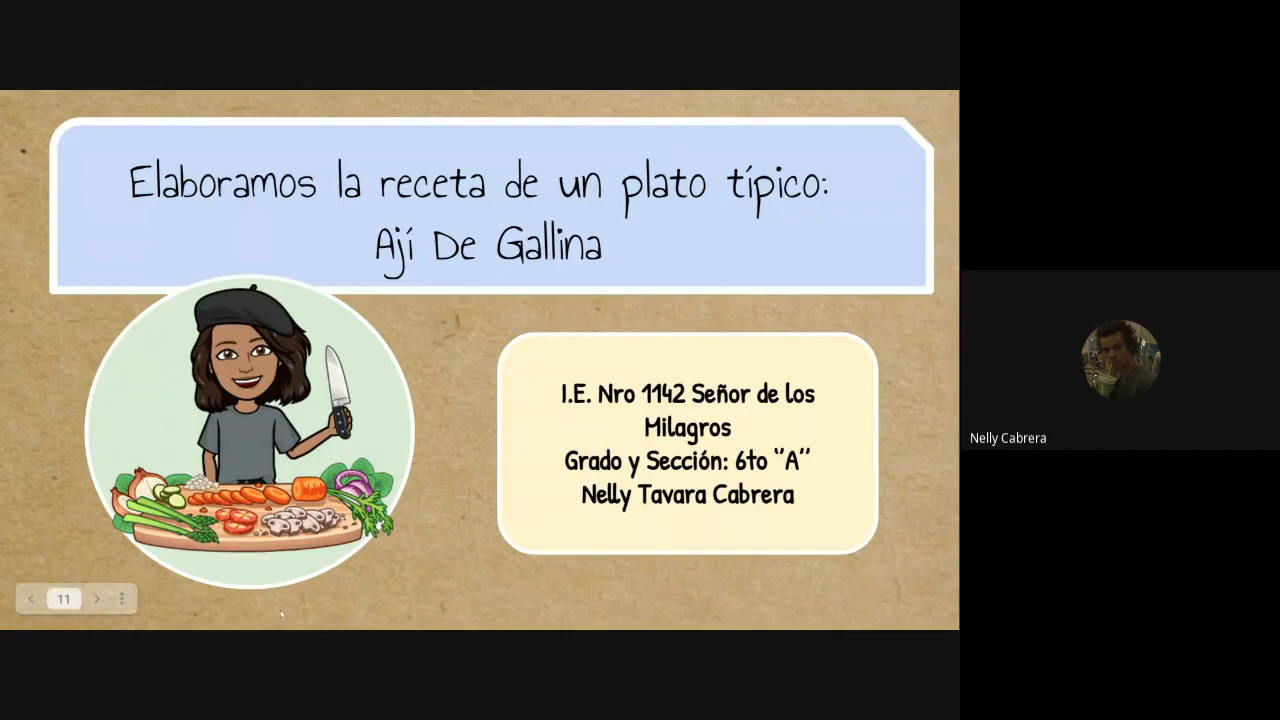 Elaboramos la receta de un plato típico:
Ají De Gallina
I.E. Nro 1142 Señor de los
Milagros
Grado y Sección: 6to "A"
Nelly Tavara Cabrera
11
Nelly Cabrera